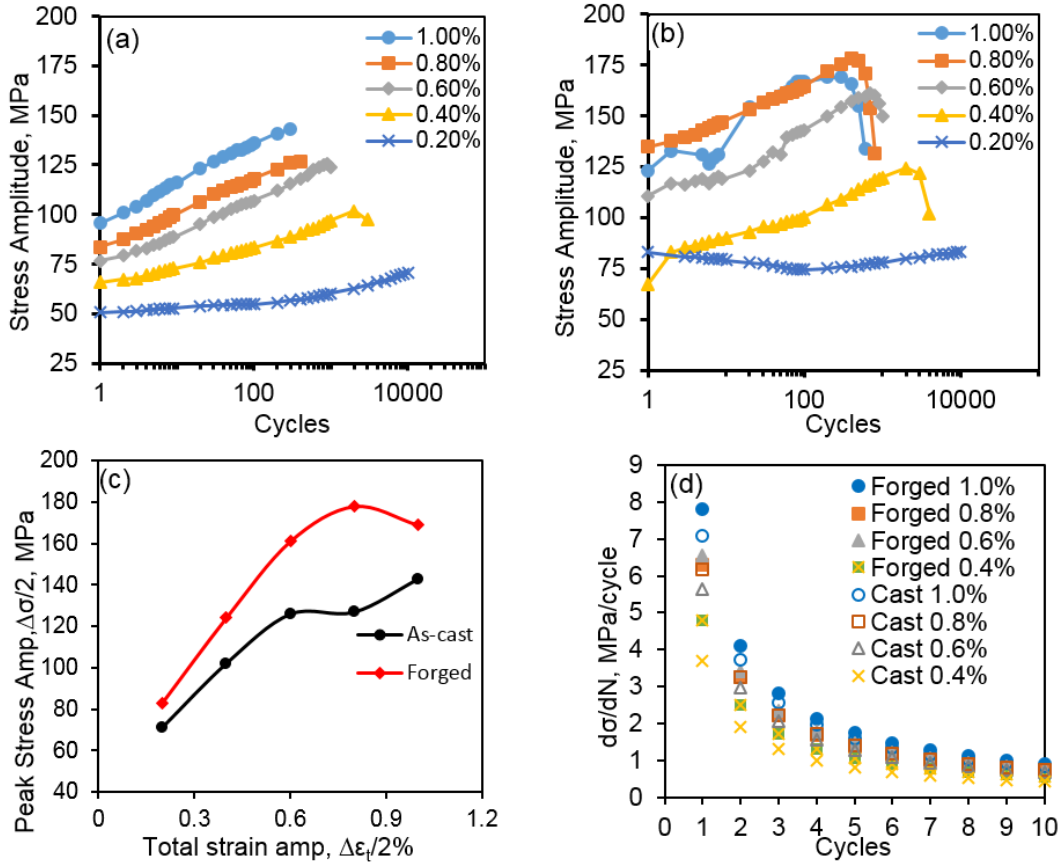 (a)
200
175
150
125
100
75
50
25
Stress Amplitude, MPa
1.00%
0.80%
0.60%
0.40%
0.20%
1
100
10000
Cycles
(b)
200
175
150
125
100
75
50
25
Stress Amplitude, MPa
1.00%
0.80%
0.60%
0.40%
0.20%
1
100
10000
Cycles
(c)
200
180
160
140
120
100
80
60
40
Peak Stress Amp,Δσ/2, MPa
As-cast
Forged
0
0.3
0.6
0.9
1.2
Total strain amp, Δεt/2%
(d)
9
8
7
6
5
4
3
2
1
0
dσ/dN, MPa/cycle
Forged 1.0%
Forged 0.8%
Forged 0.6%
Forged 0.4%
Cast 1.0%
Cast 0.8%
Cast 0.6%
Cast 0.4%
0 1 2 3 4 5 6 7 8 9 10
Cycles